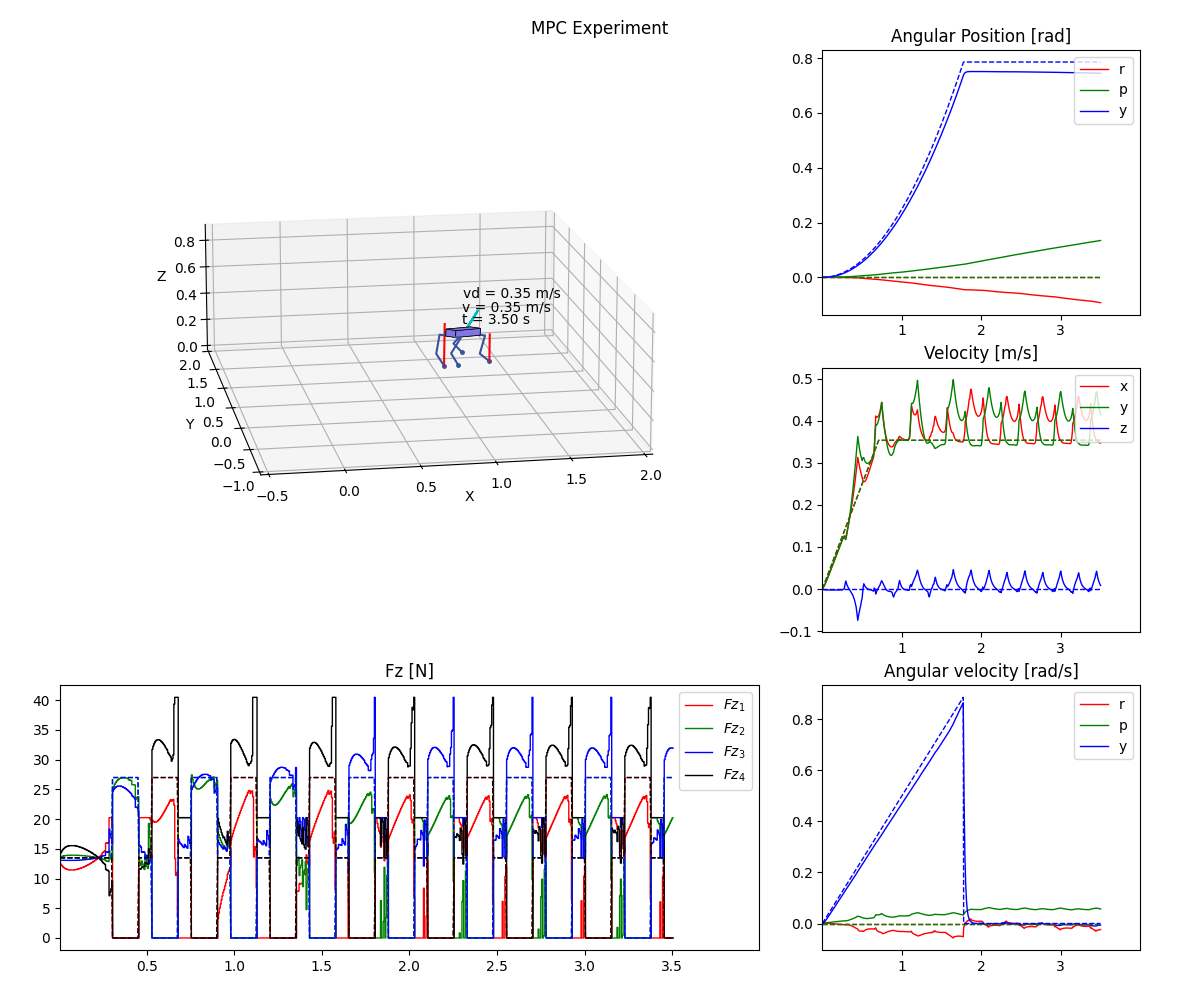 MPC Experiment
Angular Position [rad]
0.8
0.6
0.4
0.2
0.0
r
p
y
1
2
3
Z
0.8
0.6
0.4
0.2
0.0
Y
2.0
1.5
1.0
0.5
0.0
−0.5
−1.0
X
−0.5
0.0
0.5
1.0
1.5
2.0
vd = 0.35 m/s
v = 0.35 m/s
t = 3.50 s
Velocity [m/s]
0.5
0.4
0.3
0.2
0.1
0.0
−0.1
x
y
z
1
2
3
Fz [N]
40
35
30
25
20
15
10
5
0
Fz1
Fz2
Fz3
Fz4
0.5
1.0
1.5
2.0
2.5
3.0
3.5
Angular velocity [rad/s]
0.8
0.6
0.4
0.2
0.0
r
p
y
1
2
3